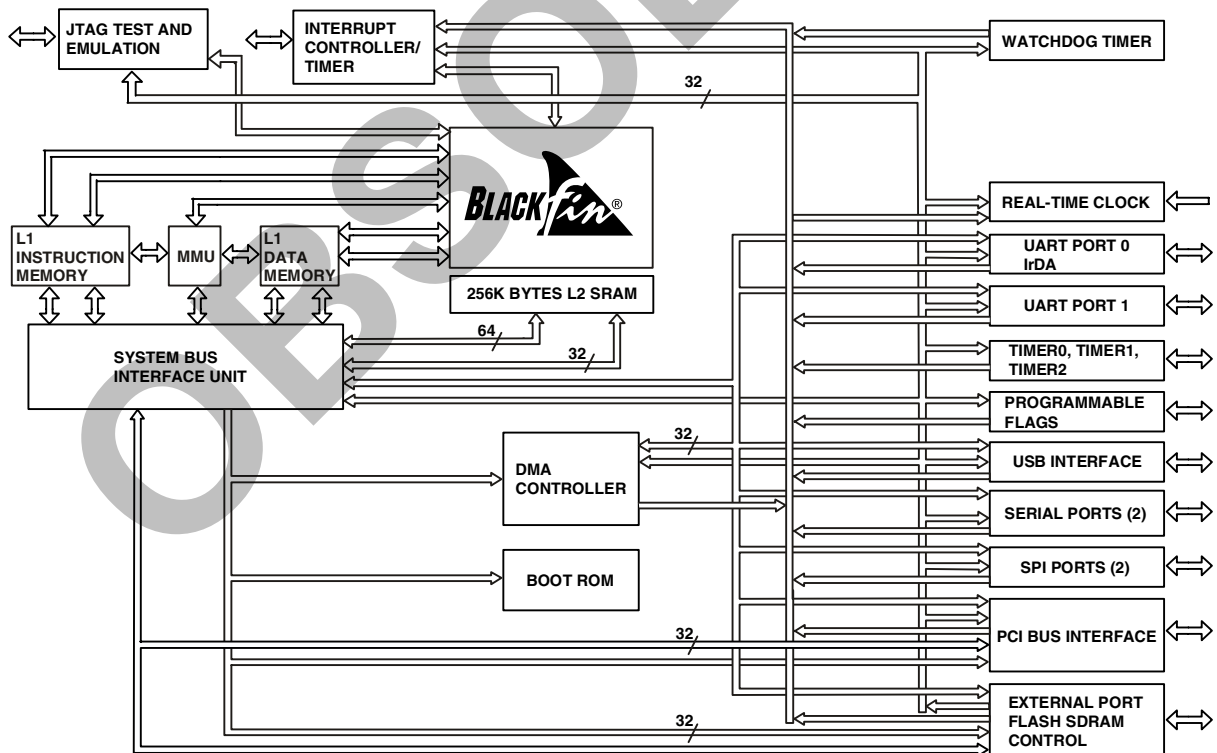 JTAG TEST AND
EMULATION
INTERRUPT
CONTROLLER/
TIMER
WATCHDOG TIMER
32
BLACKfin®
REAL-TIME CLOCK
L1
INSTRUCTION
MEMORY
MMU
L1
DATA
MEMORY
UART PORT 0
IrDA
256K BYTES L2 SRAM
UART PORT 1
64
32
SYSTEM BUS
INTERFACE UNIT
TIMER0, TIMER1,
TIMER2
PROGRAMMABLE
FLAGS
32
DMA
CONTROLLER
USB INTERFACE
SERIAL PORTS (2)
BOOT ROM
SPI PORTS (2)
32
PCI BUS INTERFACE
32
EXTERNAL PORT
FLASH SDRAM
CONTROL
OBSOLE